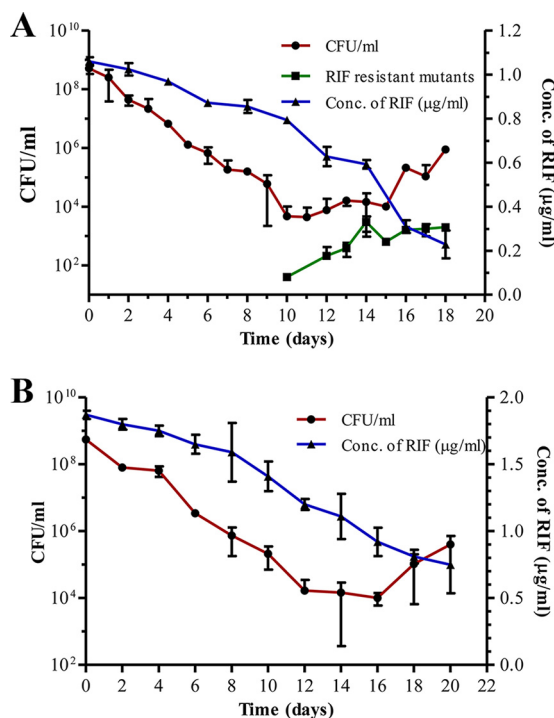 A
10^10
10^8
10^6
10^4
10^2
CFU/ml
CFU/ml
RIF resistant mutants
Conc. of RIF (µg/ml)
1.2
1.0
0.8
0.6
0.4
0.2
0.0
Conc. of RIF (µg/ml)
0 2 4 6 8 10 12 14 16 18 20
Time (days)
B
10^10
10^8
10^6
10^4
10^2
CFU/ml
CFU/ml
Conc. of RIF (µg/ml)
2.0
1.5
1.0
0.5
0.0
Conc. of RIF (µg/ml)
0 2 4 6 8 10 12 14 16 18 20 22
Time (days)